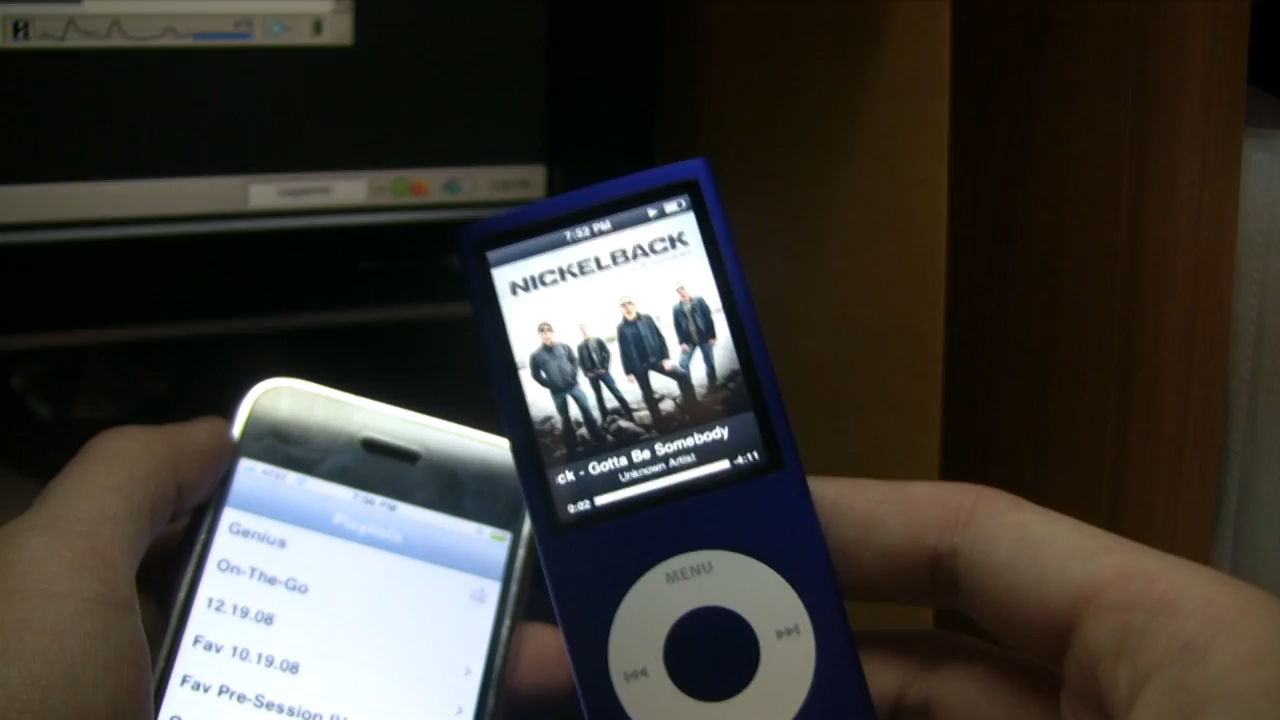 7:52 PM
NICKELBACK
ck - Gotta Be Somebody
Unknown Artist
0:02
-4:11
MENU
Playlists
Genius
On-The-Go
12.19.08
Fav 10.19.08
Fav Pre-Session